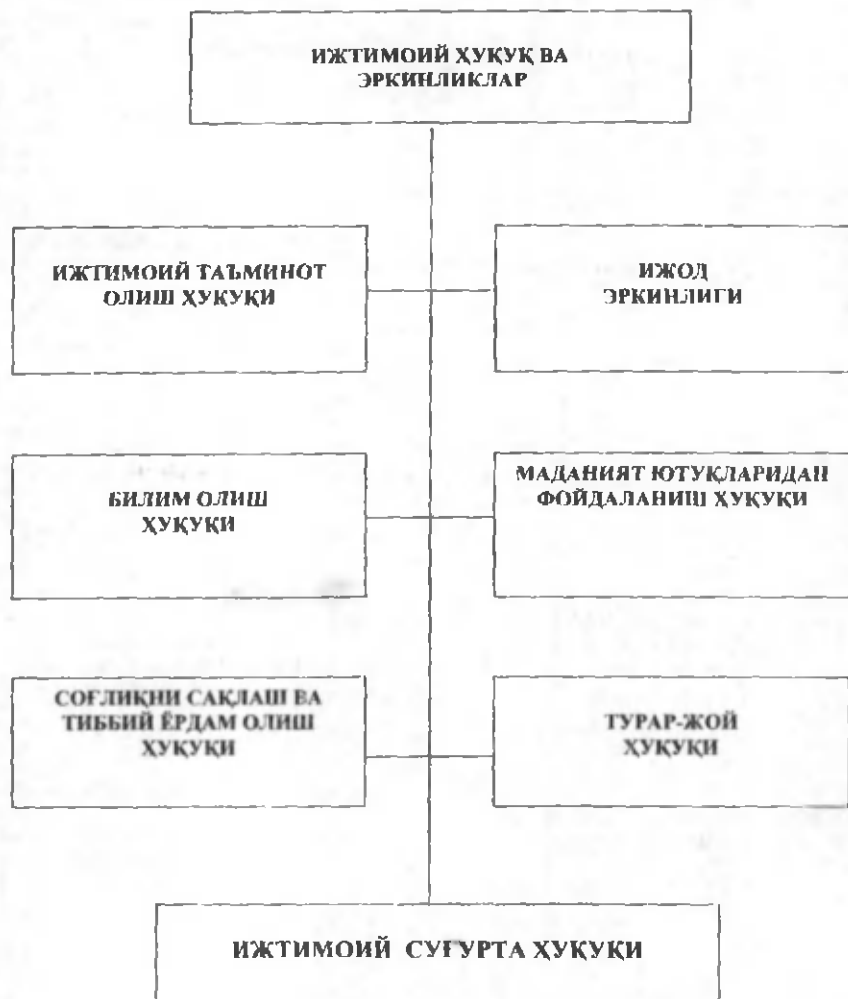 ИЖТИМОИЙ ҲУҚУҚ ВА
ЭРКИНЛИКЛАР
ИЖТИМОИЙ ТАЪМИНОТ
ОЛИШ ҲУҚУҚИ
ИЖОД
ЭРКИНЛИГИ
БИЛИМ ОЛИШ
ҲУҚУҚИ
МАДАНИЯТ ЮТУҚЛАРИДАН
ФОЙДАЛАНИШ ҲУҚУҚИ
СОҒЛИҚНИ САҚЛАШ ВА
ТИББИЙ ЁРДАМ ОЛИШ
ҲУҚУҚИ
ТУРАР-ЖОЙ
ҲУҚУҚИ
ИЖТИМОИЙ СУҒУРТА ҲУҚУҚИ